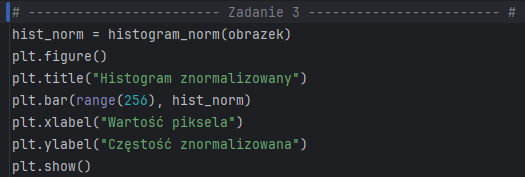 # ------------------------ Zadanie 3 ------------------------ #
hist_norm = histogram_norm(obrazek)
plt.figure()
plt.title("Histogram znormalizowany")
plt.bar(range(256), hist_norm)
plt.xlabel("Wartość piksela")
plt.ylabel("Częstość znormalizowana")
plt.show()